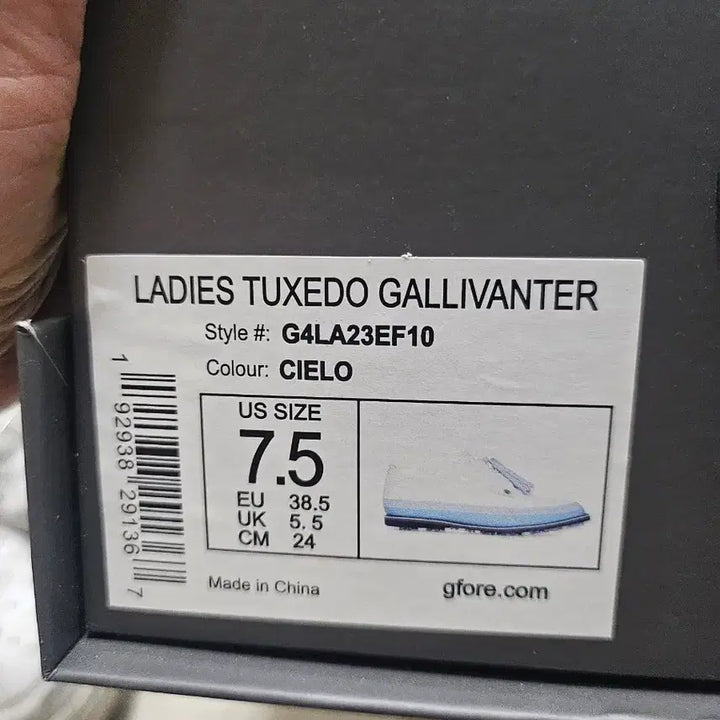 LADIES TUXEDO GALLIVANTER
Style #: G4LA23EF10
Colour: CIELO
1 92938 29136 7
US SIZE
7.5
EU 38.5
UK 5.5
CM 24
Made in China
gfore.com